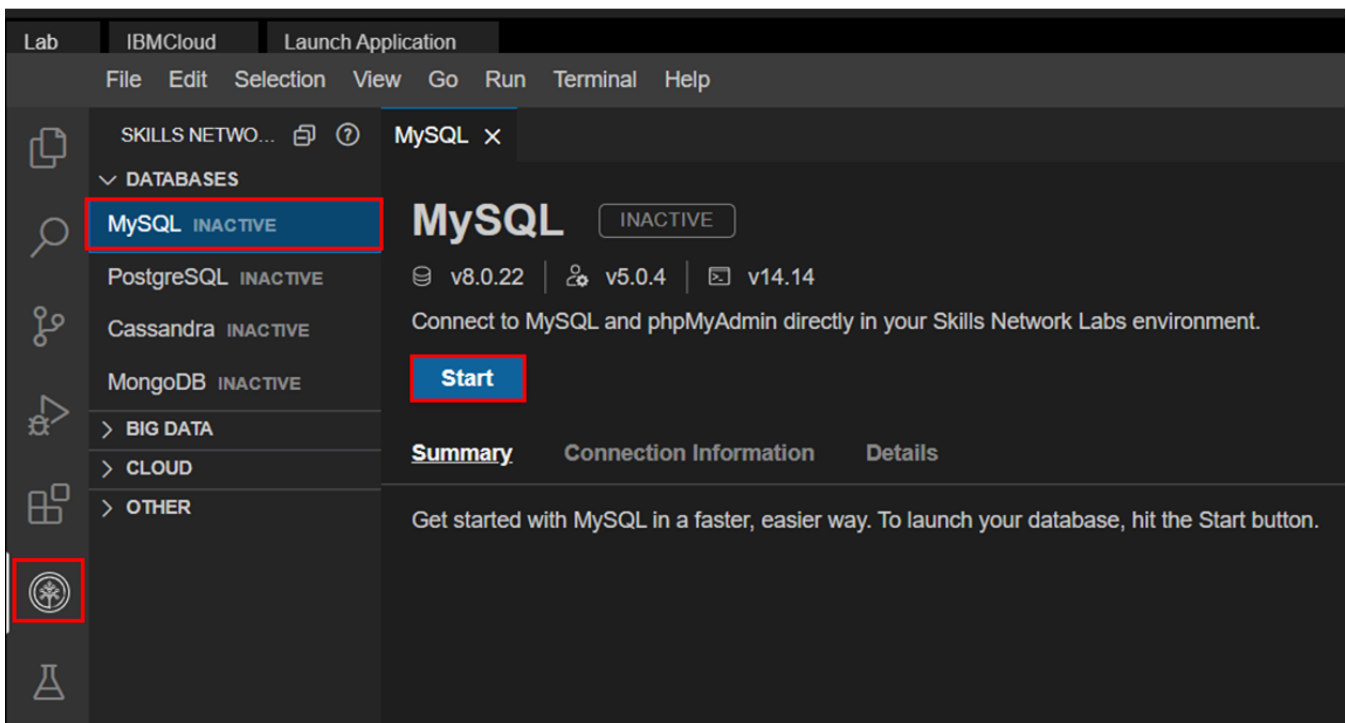 Lab IBMCloud Launch Application
File Edit Selection View Go Run Terminal Help
SKILLS NETWO...
DATABASES
MySQL INACTIVE
PostgreSQL INACTIVE
Cassandra INACTIVE
MongoDB INACTIVE
BIG DATA
CLOUD
OTHER
MySQL
MySQL INACTIVE
v8.0.22 v5.0.4 v14.14
Connect to MySQL and phpMyAdmin directly in your Skills Network Labs environment.
Start
Summary Connection Information Details
Get started with MySQL in a faster, easier way. To launch your database, hit the Start button.